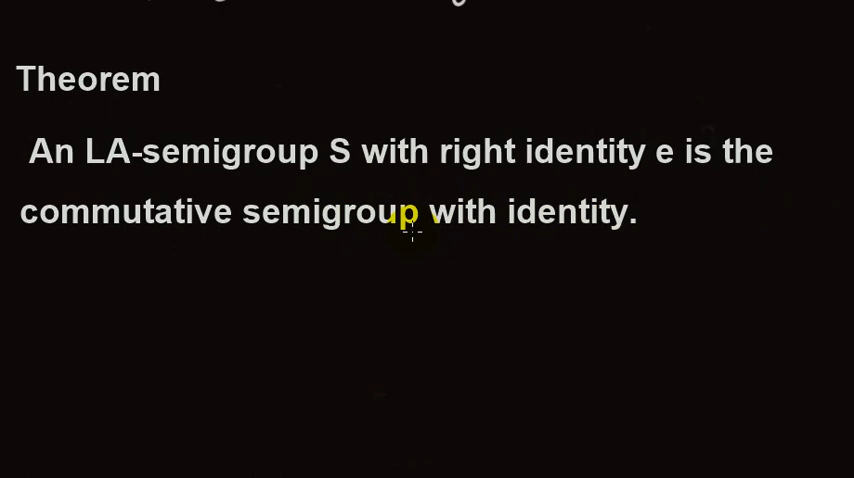 Theorem
An LA-semigroup S with right identity e is the
commutative semigroup with identity.